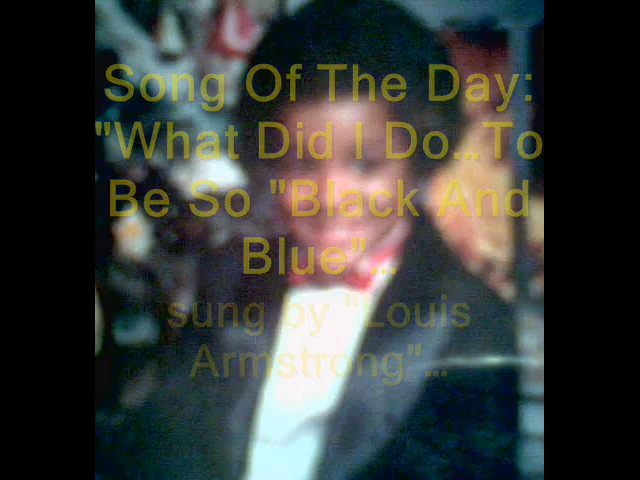 Song Of The Day:
"What Did I Do...To
Be So "Black And
Blue"...
sung by "Louis
Armstrong"...